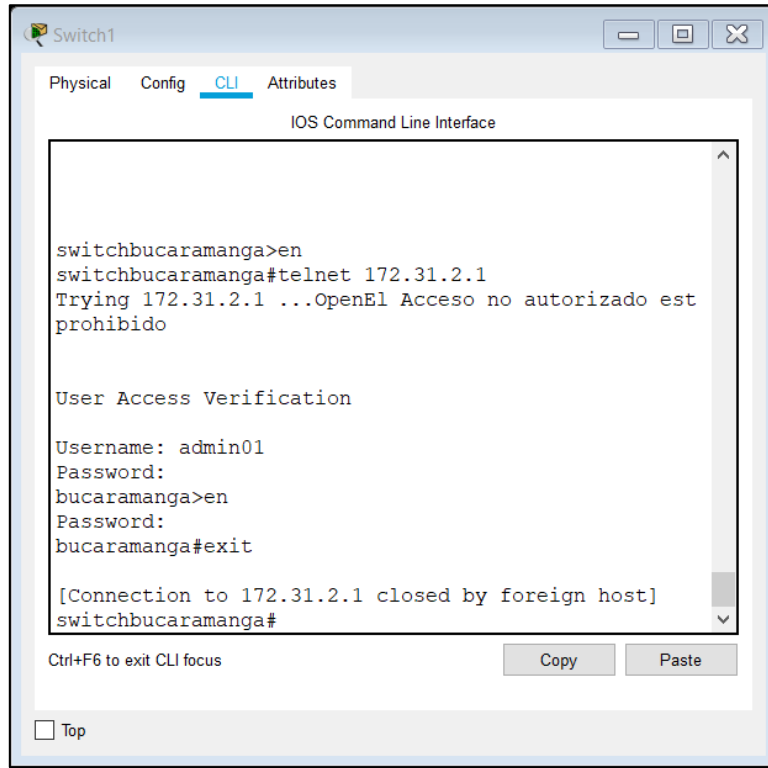 Switch1
Physical Config CLI Attributes
IOS Command Line Interface
switchbucaramanga>en
switchbucaramanga#telnet 172.31.2.1
Trying 172.31.2.1 ...OpenEl Acceso no autorizado est
prohibido
User Access Verification
Username: admin01
Password:
bucaramanga>en
Password:
bucaramanga#exit
[Connection to 172.31.2.1 closed by foreign host]
switchbucaramanga#
Ctrl+F6 to exit CLI focus
Copy Paste
Top